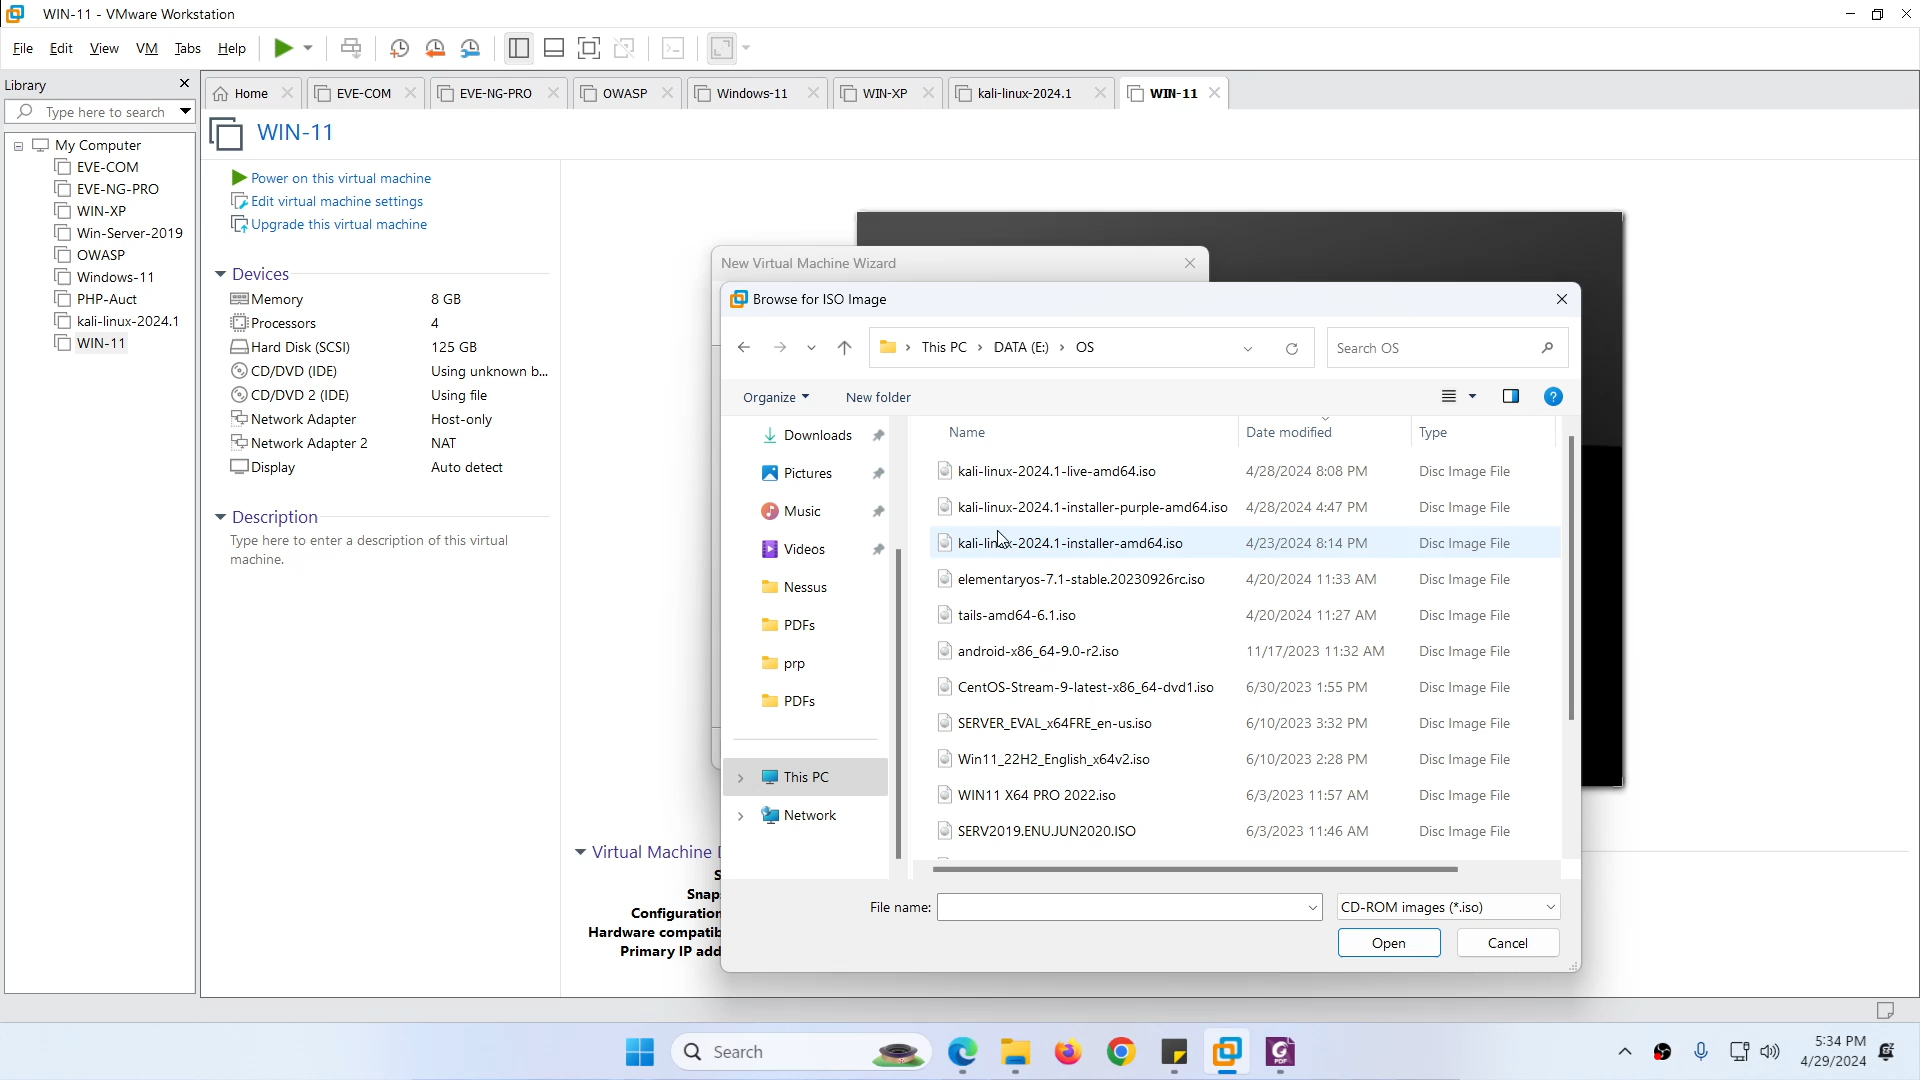 WIN-11 - VMware Workstation
File Edit View VM Tabs Help
Library
Type here to search
Home EVE-COM EVE-NG-PRO OWASP Windows-11 WIN-XP kali-linux-2024.1 WIN-11
My Computer
EVE-COM
EVE-NG-PRO
WIN-XP
Win-Server-2019
OWASP
Windows-11
PHP-Auct
kali-linux-2024.1
WIN-11
WIN-11
Power on this virtual machine
Edit virtual machine settings
Upgrade this virtual machine
Devices
Memory 8 GB
Processors 4
Hard Disk (SCSI) 125 GB
CD/DVD (IDE) Using unknown b...
CD/DVD 2 (IDE) Using file
Network Adapter Host-only
Network Adapter 2 NAT
Display Auto detect
Description
Type here to enter a description of this virtual
machine.
Virtual Machine
Configuration
Primary IP
New Virtual Machine Wizard
Browse for ISO Image
This PC › DATA (E:) › OS
Search OS
Organize New folder
Downloads
Pictures
Music
Videos
Nessus
PDFs
prp
PDFs
This PC
Network
Name Date modified Type
kali-linux-2024.1-live-amd64.iso 4/28/2024 8:08 PM Disc Image File
kali-linux-2024.1-installer-purple-amd64.iso 4/28/2024 4:47 PM Disc Image File
kali-linux-2024.1-installer-amd64.iso 4/23/2024 8:14 PM Disc Image File
elementaryos-7.1-stable.20230926rc.iso 4/20/2024 11:33 AM Disc Image File
tails-amd64-6.1.iso 4/20/2024 11:27 AM Disc Image File
android-x86_64-9.0-r2.iso 11/17/2023 11:32 AM Disc Image File
CentOS-Stream-9-latest-x86_64-dvd1.iso 6/30/2023 1:55 PM Disc Image File
SERVER_EVAL_x64FRE_en-us.iso 6/10/2023 3:32 PM Disc Image File
Win11_22H2_English_x64v2.iso 6/10/2023 2:28 PM Disc Image File
WIN11 X64 PRO 2022.iso 6/3/2023 11:57 AM Disc Image File
SERV2019.ENU.JUN2020.ISO 6/3/2023 11:46 AM Disc Image File
File name: CD-ROM images (*.iso)
Open Cancel
Search
5:34 PM
4/29/2024